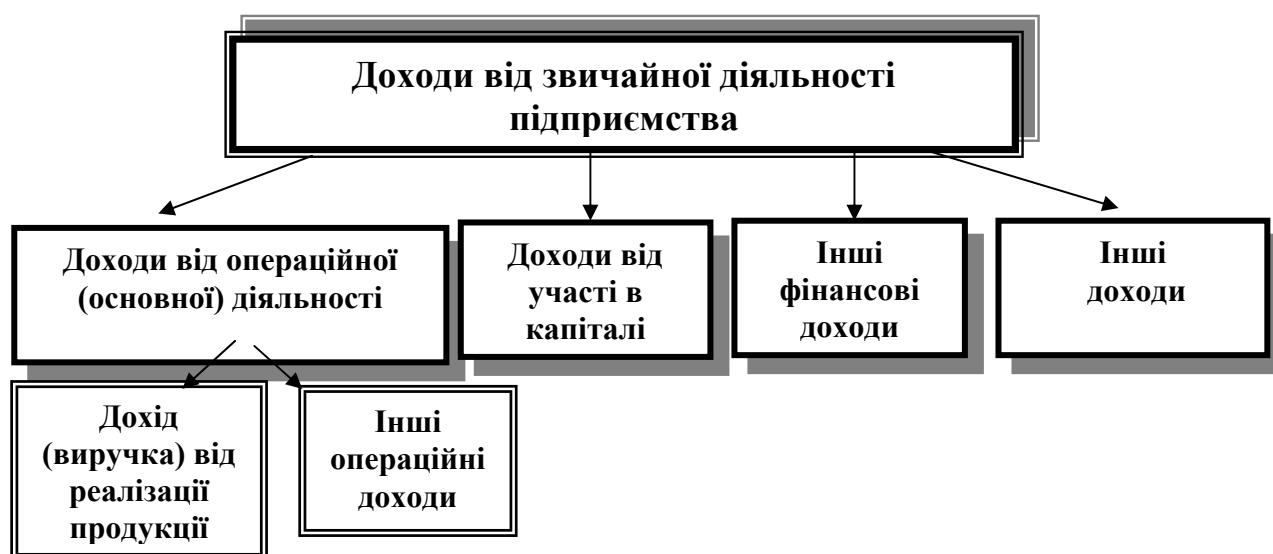 Доходи від звичайної діяльності
підприємства
Доходи від операційної
(основної) діяльності
Доходи від
участі в
капіталі
Інші
фінансові
доходи
Інші
доходи
Дохід
(виручка) від
реалізації
продукції
Інші
операційні
доходи